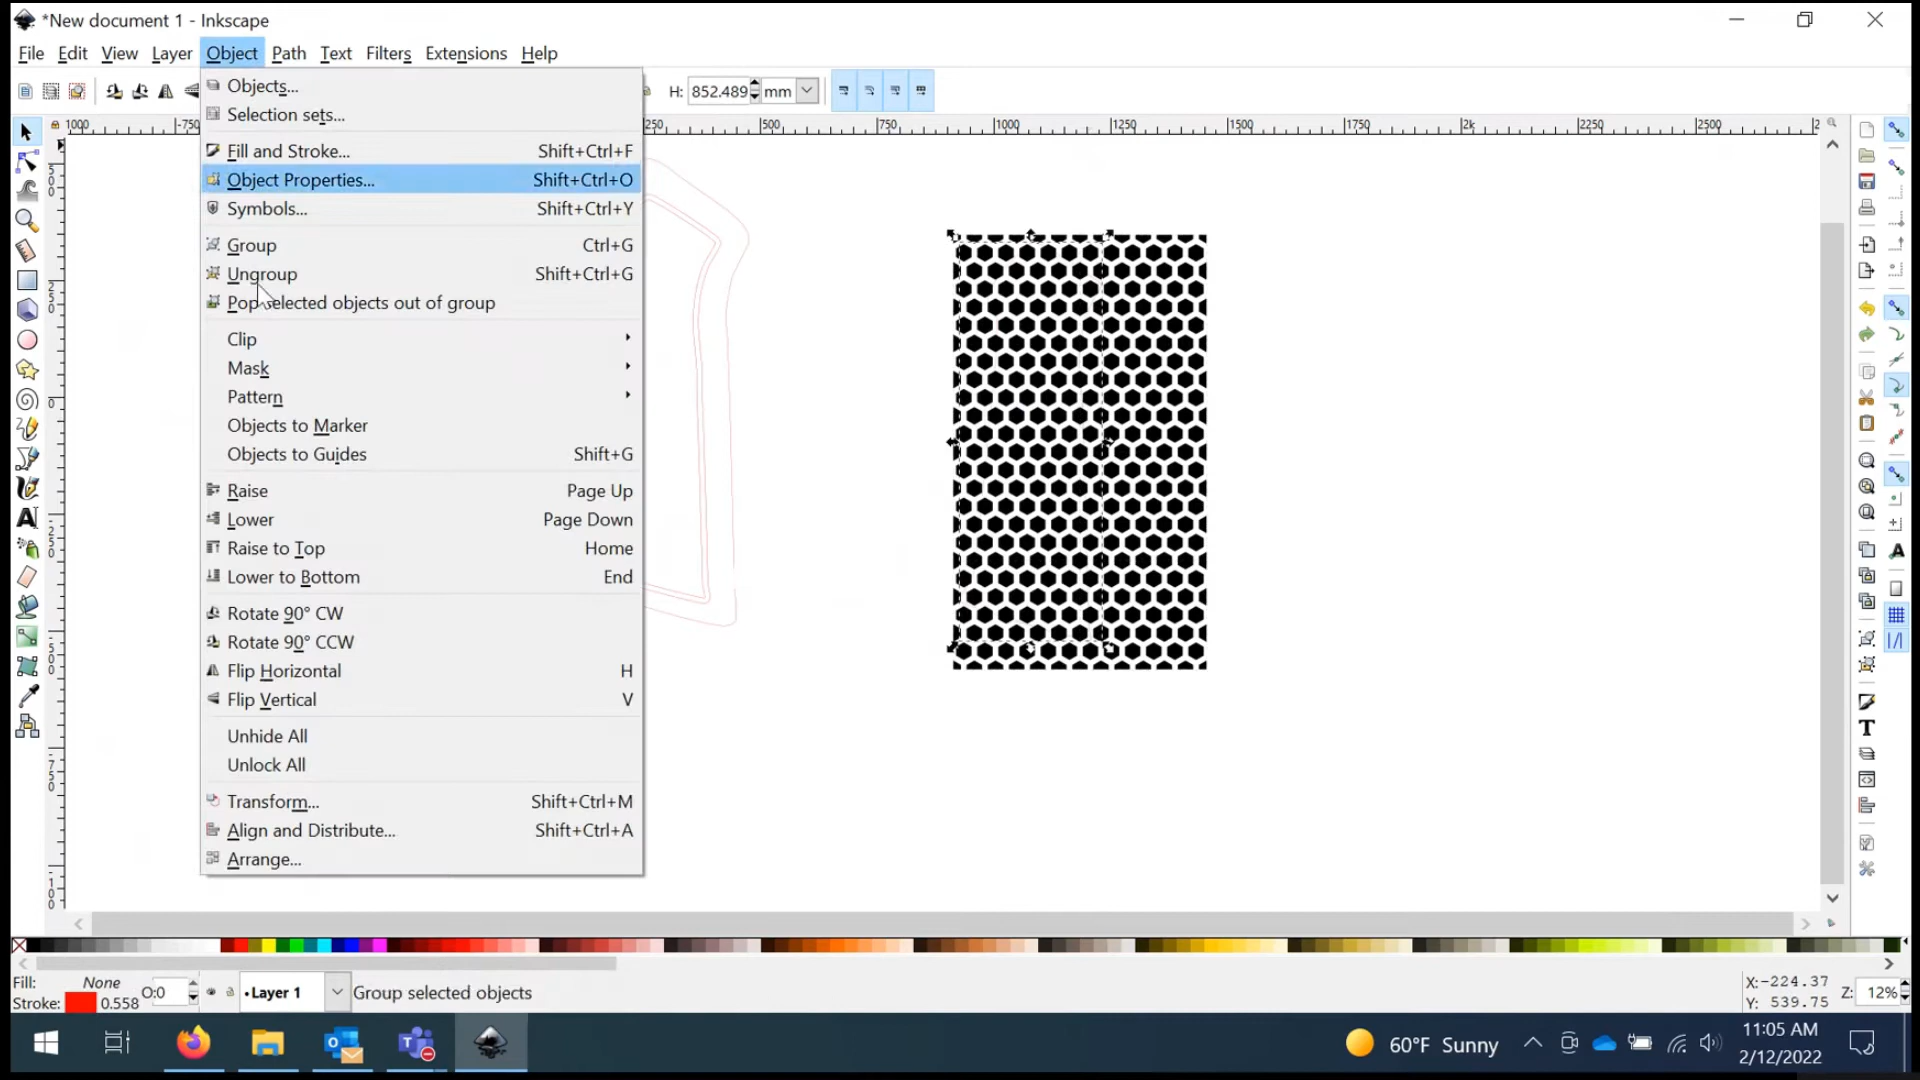 *New document 1 - Inkscape
File Edit View Layer Object Path Text Filters Extensions Help
H: 852.489 mm
Objects...
Selection sets...
Fill and Stroke... Shift+Ctrl+F
Object Properties... Shift+Ctrl+O
Symbols... Shift+Ctrl+Y
Group Ctrl+G
Ungroup Shift+Ctrl+G
Pop selected objects out of group
Clip
Mask
Pattern
Objects to Marker
Objects to Guides Shift+G
Raise Page Up
Lower Page Down
Raise to Top Home
Lower to Bottom End
Rotate 90° CW
Rotate 90° CCW
Flip Horizontal H
Flip Vertical V
Unhide All
Unlock All
Transform... Shift+Ctrl+M
Align and Distribute... Shift+Ctrl+A
Arrange...
1000 -750 250 500 750 1000 1250 1500 1750 2k 2250 2500
Fill: None
Stroke: 0.558
O:0
•Layer 1
Group selected objects
X:-224.37
Y: 539.75
Z: 12%
60°F Sunny
11:05 AM
2/12/2022